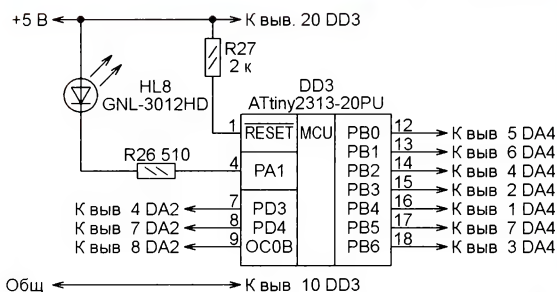 +5 В
К выв. 20 DD3
R27
2 к
HL8
GNL-3012HD
DD3
ATtiny2313-20PU
R26 510
1 RESET MCU PB0 12 К выв 5 DA4
PB1 13 К выв 6 DA4
4 PA1 PB2 14 К выв 4 DA4
PB3 15 К выв 2 DA4
К выв 4 DA2 7 PD3 PB4 16 К выв 1 DA4
К выв 7 DA2 8 PD4 PB5 17 К выв 7 DA4
К выв 8 DA2 9 OC0B PB6 18 К выв 3 DA4
Общ К выв 10 DD3